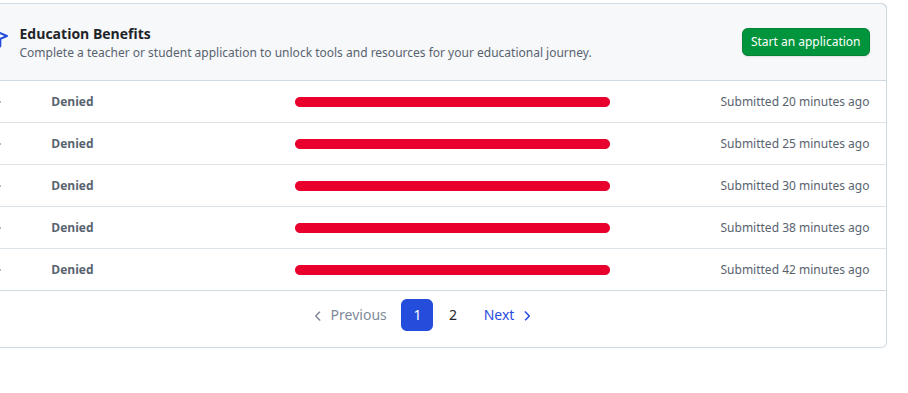 Education Benefits
Complete a teacher or student application to unlock tools and resources for your educational journey.
Start an application
Denied Submitted 20 minutes ago
Denied Submitted 25 minutes ago
Denied Submitted 30 minutes ago
Denied Submitted 38 minutes ago
Denied Submitted 42 minutes ago
Previous 1 2 Next